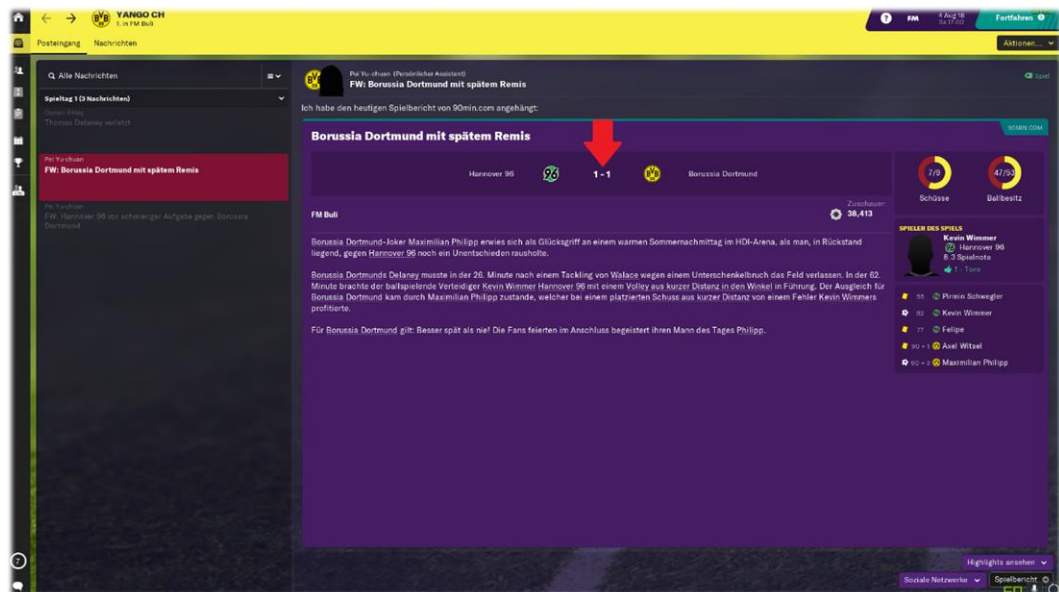 YANGO CH
1. in FM Buli
FM
4 Aug 18
Sa 17:00
Fortfahren
Posteingang Nachrichten
Aktionen...
Alle Nachrichten
Spieltag 1 (3 Nachrichten)
Thomas Delaney verletzt
Pei Yu-chuan
FW: Borussia Dortmund mit spätem Remis
Pei Yu-chuan
FW: Hannover 96 vor schwieriger Aufgabe gegen Borussia
Dortmund
Pei Yu-chuan (Persönlicher Assistent)
FW: Borussia Dortmund mit spätem Remis
Spiel
Ich habe den heutigen Spielbericht von 90min.com angehängt:
Borussia Dortmund mit spätem Remis
90MIN.COM
Hannover 96 96 1 - 1 BVB Borussia Dortmund
FM Buli
Zuschauer:
38,413
Borussia Dortmund-Joker Maximilian Philipp erwies sich als Glücksgriff an einem warmen Sommernachmittag im HDI-Arena, als man, in Rückstand
liegend, gegen Hannover 96 noch ein Unentschieden rausholte.
Borussia Dortmunds Delaney musste in der 26. Minute nach einem Tackling von Walace wegen einem Unterschenkelbruch das Feld verlassen. In der 62.
Minute brachte der ballspielende Verteidiger Kevin Wimmer Hannover 96 mit einem Volley aus kurzer Distanz in den Winkel in Führung. Der Ausgleich für
Borussia Dortmund kam durch Maximilian Philipp zustande, welcher bei einem platzierten Schuss aus kurzer Distanz von einem Fehler Kevin Wimmers
profitierte.
Für Borussia Dortmund gilt: Besser spät als nie! Die Fans feierten im Anschluss begeistert ihren Mann des Tages Philipp.
7/9 47/53
Schüsse Ballbesitz
SPIELER DES SPIELS
Kevin Wimmer
Hannover 96
8.3 Spielnote
1 - Tore
55 Pirmin Schwegler
62 Kevin Wimmer
77 Felipe
90 + 1 Axel Witsel
90 + 3 Maximilian Philipp
Highlights ansehen
Soziale Netzwerke Spielbericht